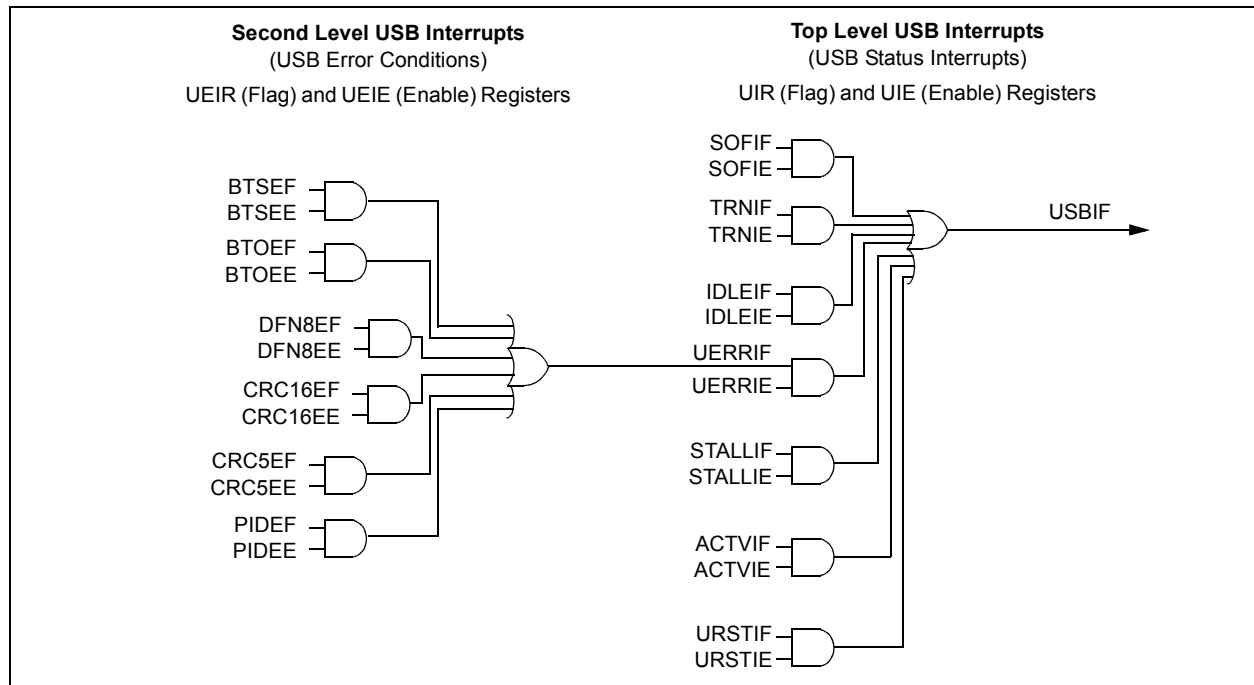 Second Level USB Interrupts
(USB Error Conditions)
UEIR (Flag) and UEIE (Enable) Registers
BTSEF
BTSEE
BTOEF
BTOEE
DFN8EF
DFN8EE
CRC16EF
CRC16EE
CRC5EF
CRC5EE
PIDEF
PIDEE
Top Level USB Interrupts
(USB Status Interrupts)
UIR (Flag) and UIE (Enable) Registers
SOFIF
SOFIE
TRNIF
TRNIE
IDLEIF
IDLEIE
UERRIF
UERRIE
STALLIF
STALLIE
ACTVIF
ACTVIE
URSTIF
URSTIE
USBIF